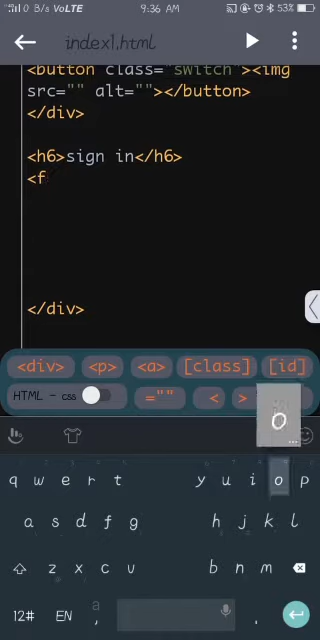 0 B/s VoLTE 9:36 AM 53%
index1.html
<button class="switch"><img
src="" alt=""></button>
</div>
<h6>sign in</h6>
<f
</div>
<div> <p> <a> [class] [id]
HTML - css ="" < >
o
...
q w e r t y u i o p
a s d f g h j k l
z x c v b n m
12# EN a , .